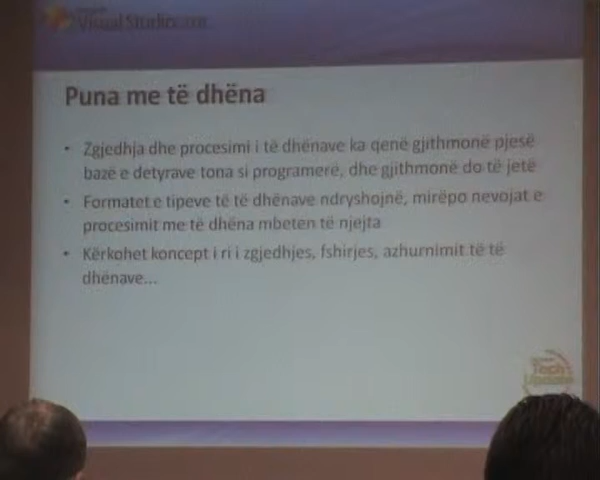 Visual Studio
Puna me të dhëna
• Zgjedhja dhe procesimi i të dhënave ka qenë gjithmonë pjesë
bazë e detyrave tona si programerë, dhe gjithmonë do të jetë
• Formatet e tipeve të të dhënave ndryshojnë, mirëpo nevojat e
procesimit me të dhëna mbeten të njejta
• Kërkohet koncept i ri i zgjedhjes, fshirjes, azhurnimit të të
dhënave...
Tech
Update